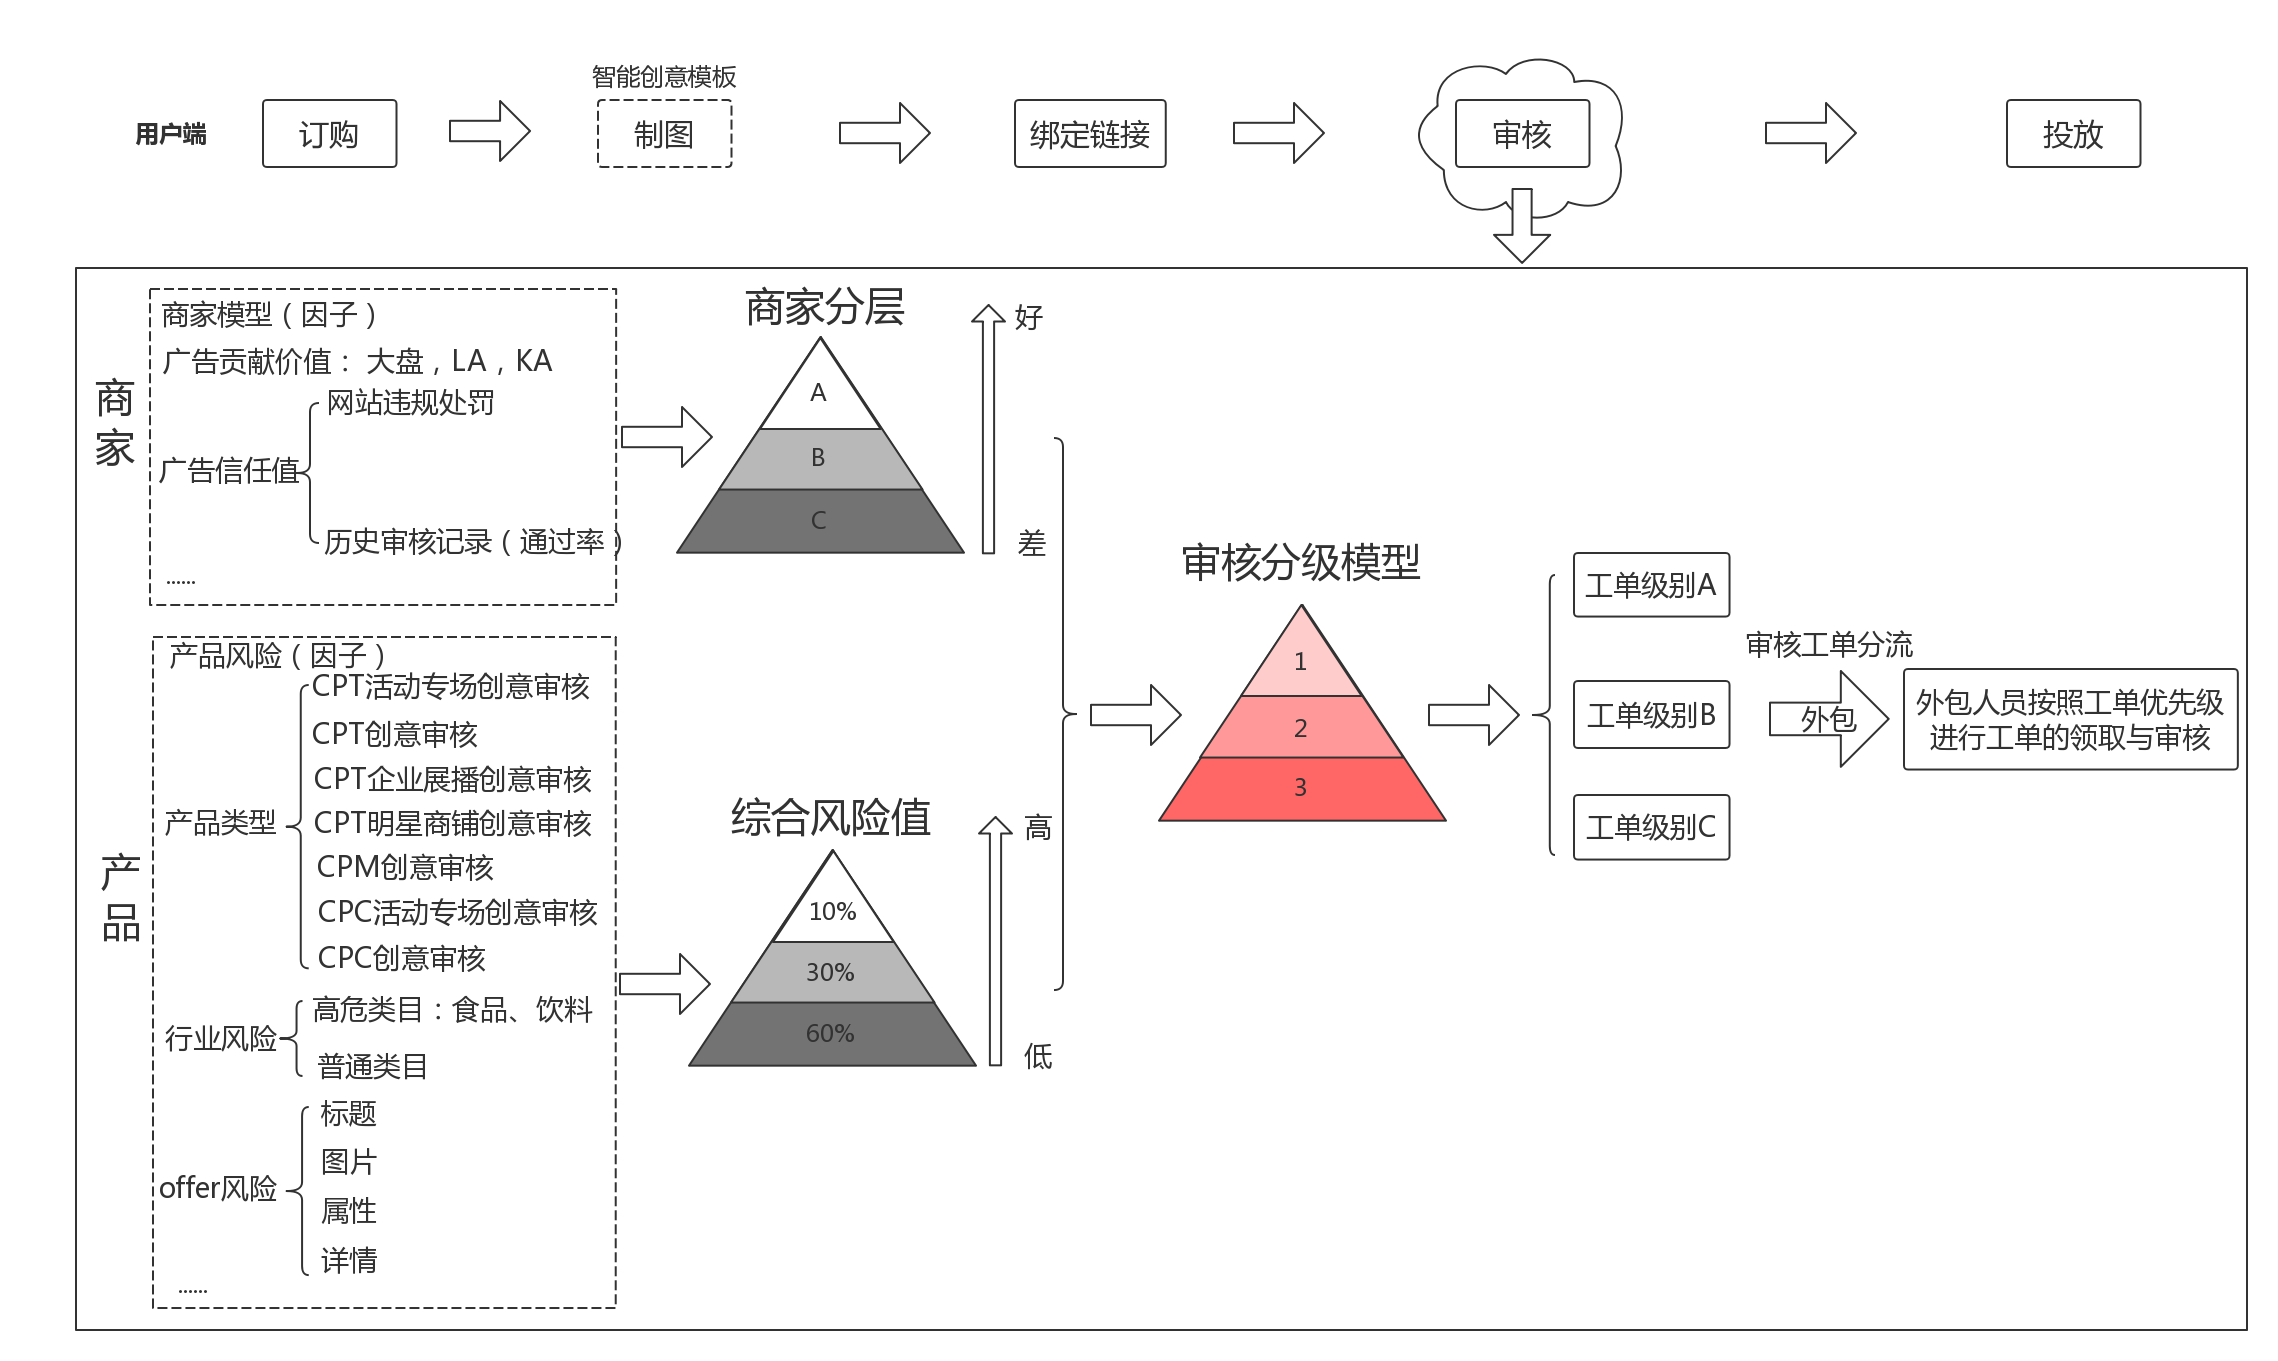 智能创意模板
用户端
订购
制图
绑定链接
审核
投放
商家
商家模型（因子）
广告贡献价值：大盘，LA，KA
网站违规处罚
广告信任值
历史审核记录（通过率）
......
商家分层
A
B
C
好
差
产品
产品风险（因子）
CPT活动专场创意审核
CPT创意审核
CPT企业展播创意审核
产品类型
CPT明星商铺创意审核
CPM创意审核
CPC活动专场创意审核
CPC创意审核
高危类目：食品、饮料
行业风险
普通类目
标题
图片
offer风险
属性
详情
......
综合风险值
10%
30%
60%
高
低
审核分级模型
1
2
3
工单级别A
工单级别B
工单级别C
审核工单分流
外包
外包人员按照工单优先级
进行工单的领取与审核